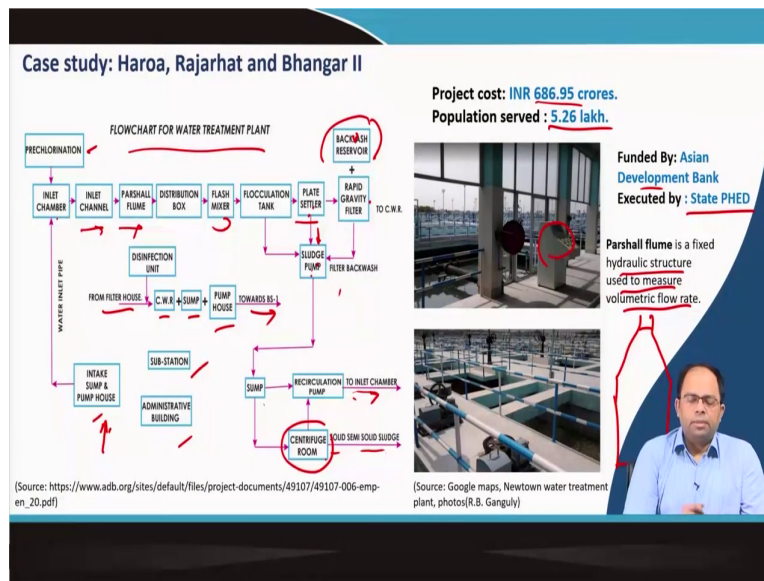 Case study: Haroa, Rajarhat and Bhangar II
Project cost: INR 686.95 crores.
Population served : 5.26 lakh.
FLOWCHART FOR WATER TREATMENT PLANT
PRECHLORINATION
BACKWASH
RESERVOIR
+
INLET
CHAMBER
INLET
CHANNEL
PARSHALL
FLUME
DISTRIBUTION
BOX
FLASH
MIXER
FLOCCULATION
TANK
PLATE
SETTLER
RAPID
GRAVITY
FILTER
TO C.W.R.
DISINFECTION
UNIT
SLUDGE
PUMP
FILTER BACKWASH
FROM FILTER HOUSE.
C.W.R
+
SUMP
+
PUMP
HOUSE
TOWARDS BS-1
WATER INLET PIPE
SUB-STATION
INTAKE
SUMP &
PUMP HOUSE
ADMINISTRATIVE
BUILDING
SUMP
RECIRCULATION
PUMP
TO INLET CHAMBER
CENTRIFUGE
ROOM
SOLID SEMI SOLID SLUDGE
(Source: https://www.adb.org/sites/default/files/project-documents/49107/49107-006-emp-
en_20.pdf)
Funded By: Asian
Development Bank
Executed by : State PHED
Parshall flume is a fixed
hydraulic structure
used to measure
volumetric flow rate.
(Source: Google maps, Newtown water treatment
plant, photos(R.B. Ganguly)